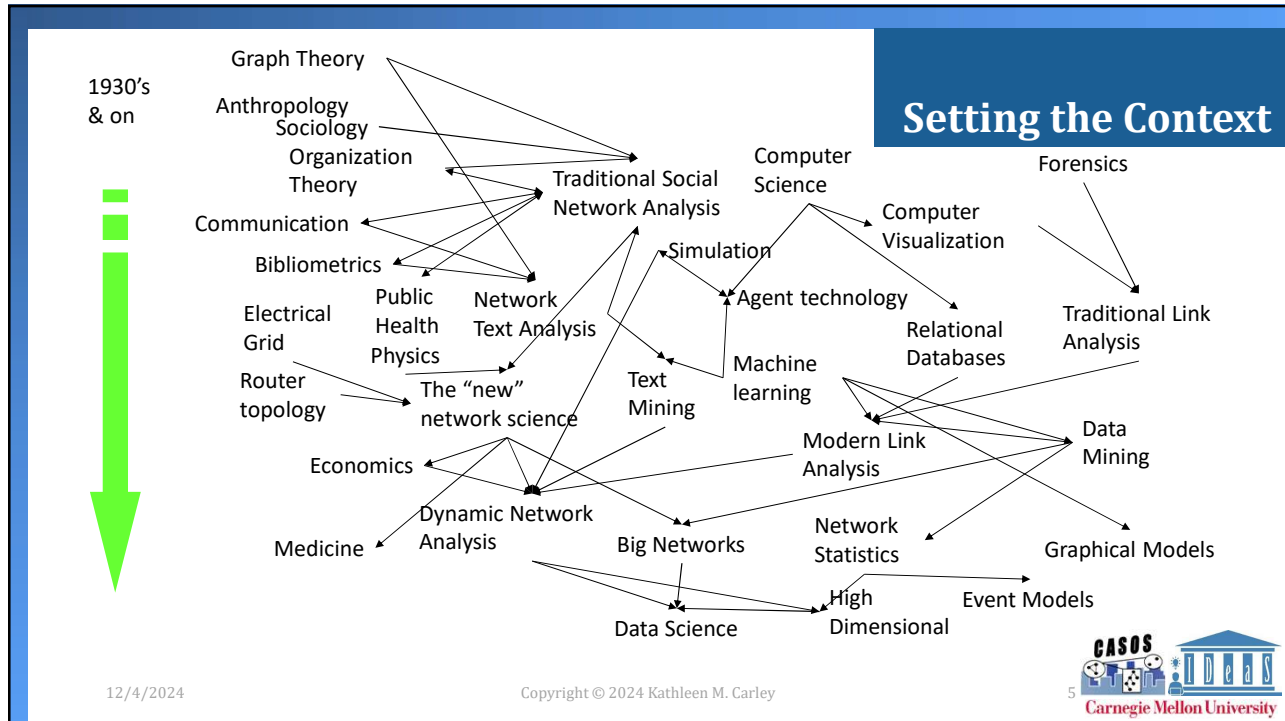 Setting the Context
1930's
& on
Graph Theory
Anthropology
Sociology
Organization
Theory
Communication
Bibliometrics
Electrical
Grid
Public
Health
Physics
Router
topology
Traditional Social
Network Analysis
Network
Text Analysis
The “new”
network science
Economics
Medicine
Dynamic Network
Analysis
Simulation
Text
Mining
Computer
Science
Agent technology
Machine
learning
Computer
Visualization
Relational
Databases
Forensics
Traditional Link
Analysis
Modern Link
Analysis
Data
Mining
Big Networks
Network
Statistics
Graphical Models
Data Science
High
Dimensional
Event Models
12/4/2024
Copyright © 2024 Kathleen M. Carley
5
CASOS
IDeaS
Carnegie Mellon University